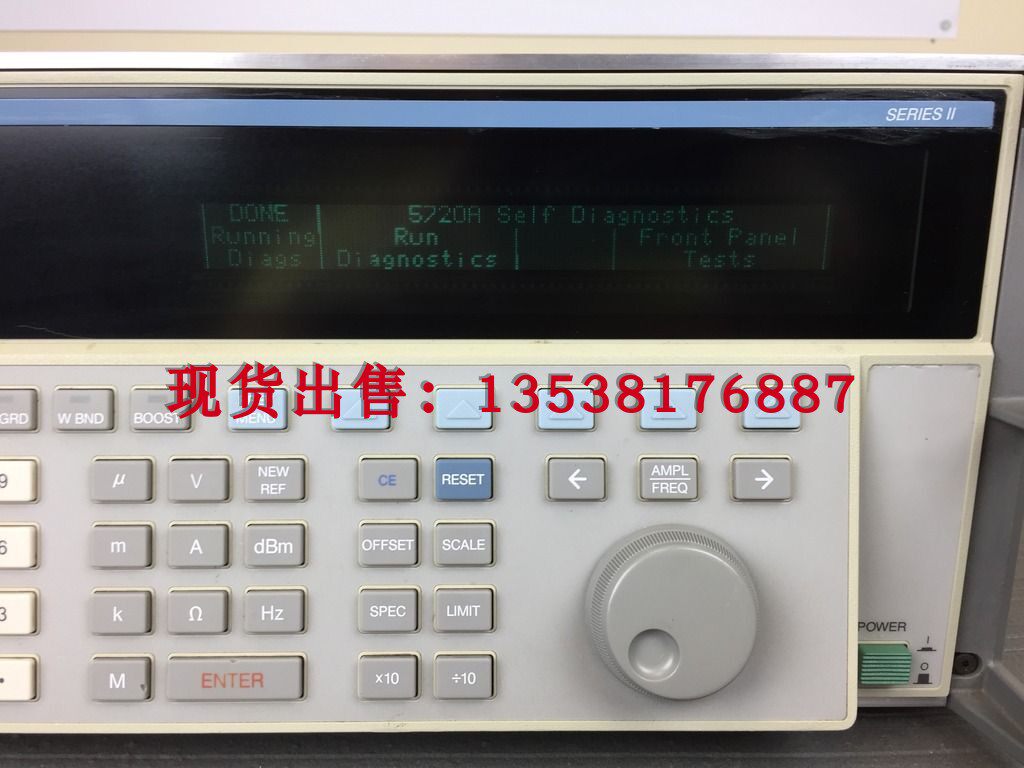 SERIES II
DONE 5720A Self Diagnostics
Running Run Front Panel
Diags Diagnostics Tests
现货出售：13538176887
GRD W BND BOOST MENU
9 µ V NEW REF CE RESET ← AMPL FREQ →
6 m A dBm OFFSET SCALE
3 k Ω Hz SPEC LIMIT
POWER
I
O
• M ENTER x10 ÷10